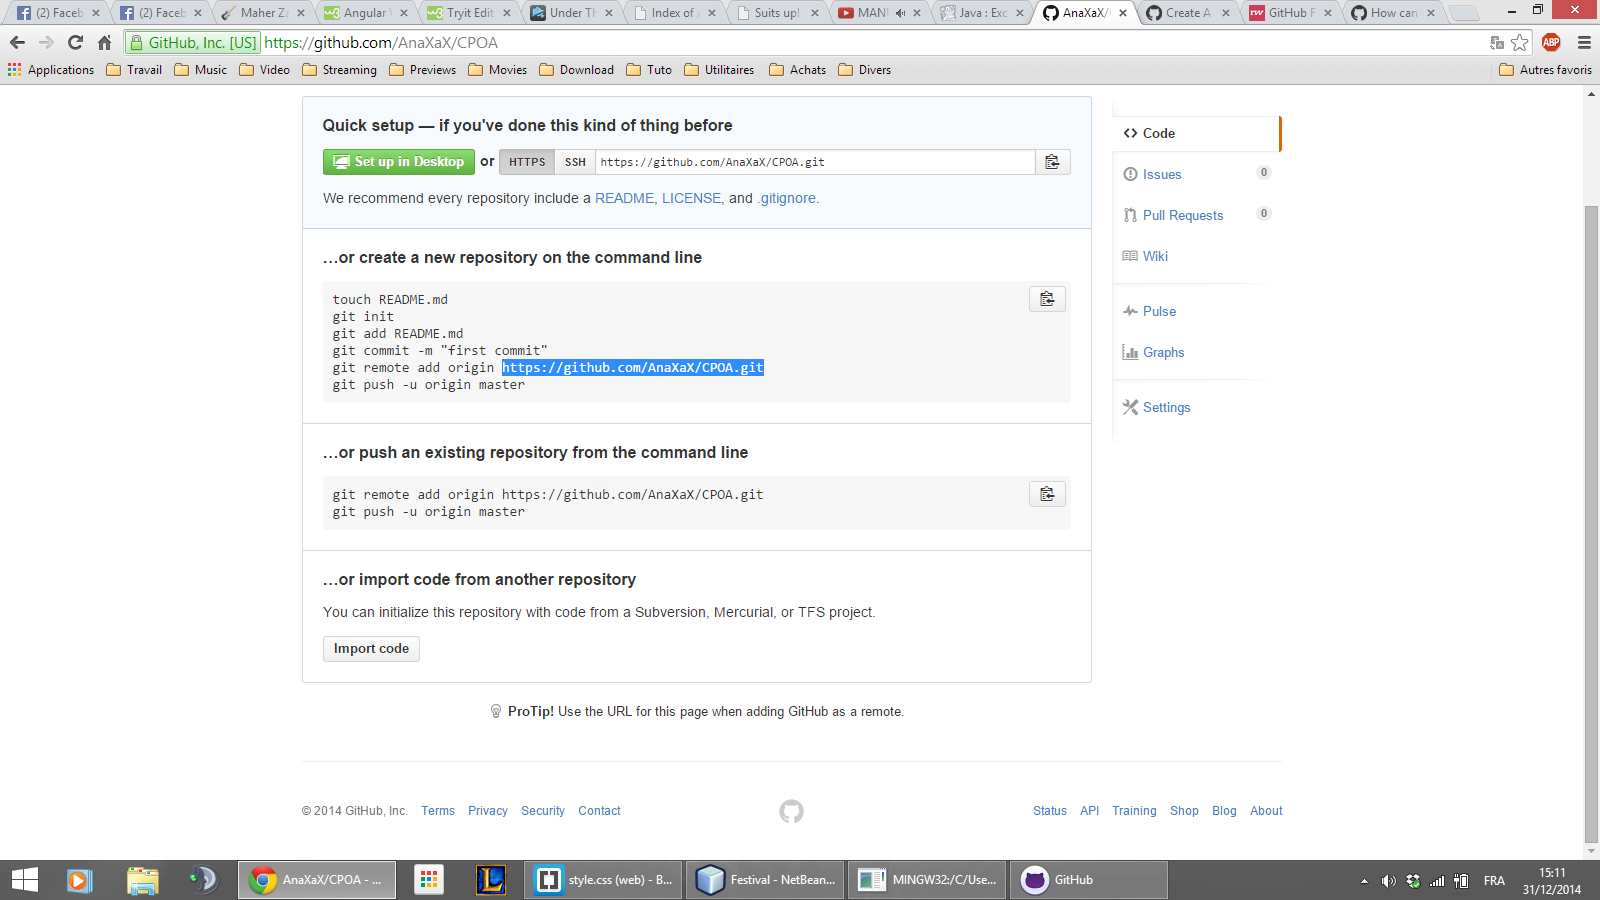 (2) Faceb
(2) Faceb
Maher Za
Angular
Tryit Edit
Under Th
Index of
Suits up!
MANU
Java : Exc
AnaXaX/
Create A
GitHub F
How can
GitHub, Inc. [US] https://github.com/AnaXaX/CPOA
ABP
Applications Travail Music Video Streaming Previews Movies Download Tuto Utilitaires Achats Divers Autres favoris
Quick setup — if you've done this kind of thing before
Set up in Desktop or HTTPS SSH https://github.com/AnaXaX/CPOA.git
We recommend every repository include a README, LICENSE, and .gitignore.
…or create a new repository on the command line
touch README.md
git init
git add README.md
git commit -m "first commit"
git remote add origin https://github.com/AnaXaX/CPOA.git
git push -u origin master
…or push an existing repository from the command line
git remote add origin https://github.com/AnaXaX/CPOA.git
git push -u origin master
…or import code from another repository
You can initialize this repository with code from a Subversion, Mercurial, or TFS project.
Import code
ProTip! Use the URL for this page when adding GitHub as a remote.
Code
Issues 0
Pull Requests 0
Wiki
Pulse
Graphs
Settings
© 2014 GitHub, Inc. Terms Privacy Security Contact
Status API Training Shop Blog About
AnaXaX/CPOA - ...
style.css (web) - B...
Festival - NetBean...
MINGW32:/C/Use...
GitHub
FRA
15:11
31/12/2014